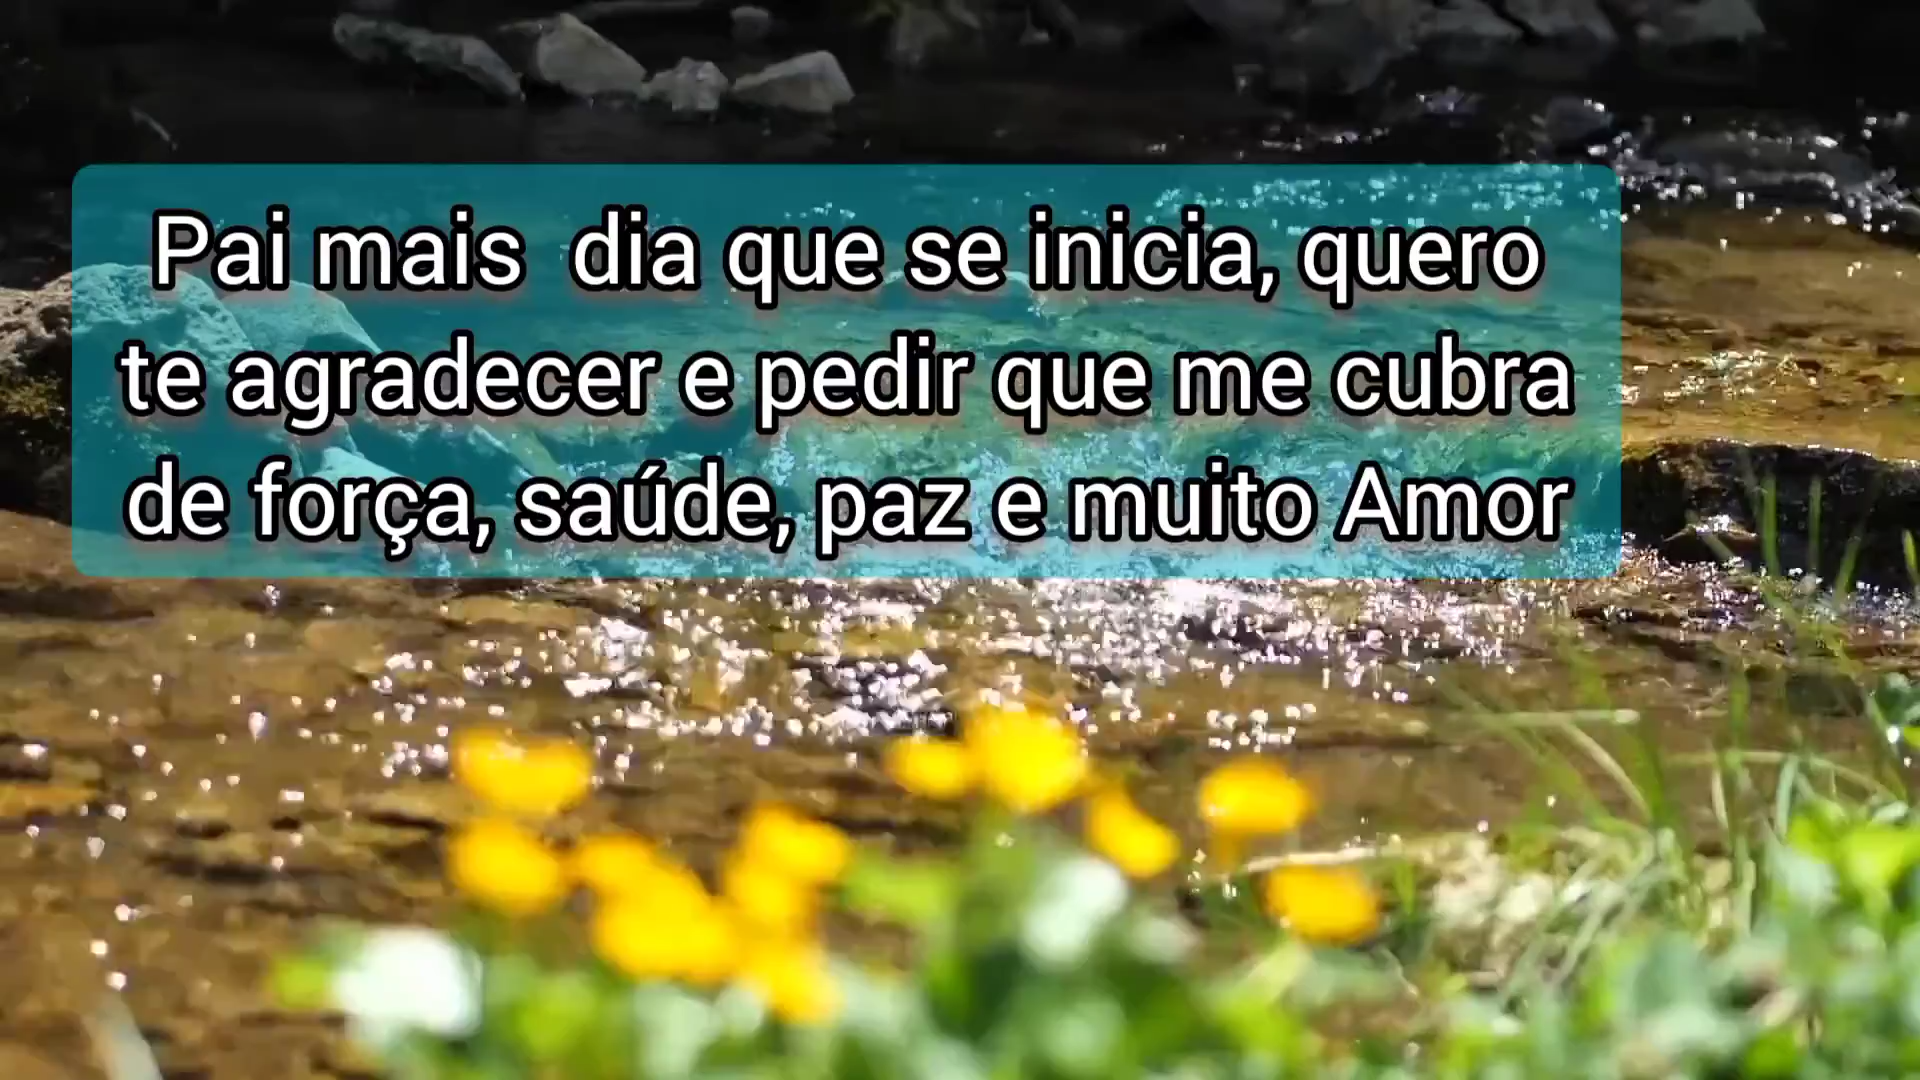 Pai mais  dia que se inicia, quero
te agradecer e pedir que me cubra
de força, saúde, paz e muito Amor